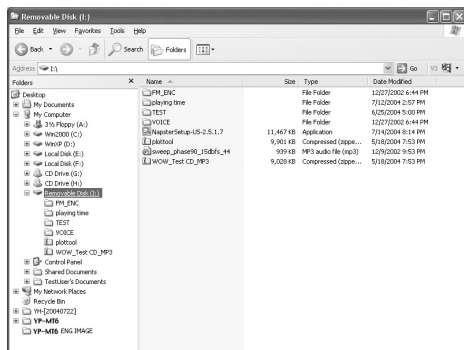 Removable Disk (I:)
File Edit View Favorites Tools Help
Back Search Folders
Address I:\ Go V3
Folders
Name Size Type Date Modified
Desktop
My Documents
My Computer
3½ Floppy (A:)
Win2000 (C:)
WinXP (D:)
Local Disk (E:)
Local Disk (F:)
CD Drive (G:)
CD Drive (H:)
Removable Disk (I:)
FM_ENC
playing time
TEST
VOICE
plottool
WOW_Test CD_MP3
Control Panel
Shared Documents
TestUser's Documents
My Network Places
Recycle Bin
YH-[20040722]
YP-MT6
YP-MT6 ENG IMAGE
FM_ENC File Folder 12/27/2002 6:44 PM
playing time File Folder 7/12/2004 2:57 PM
TEST File Folder 6/25/2004 5:00 PM
VOICE File Folder 12/27/2002 6:44 PM
NapsterSetup-US-2.5.1.7 11,467 KB Application 7/14/2004 8:14 PM
plottool 9,901 KB Compressed (zippe... 5/18/2004 7:53 PM
sweep_phase90_15dbfs_44 939 KB MP3 audio file (mp3) 12/9/2002 9:53 PM
WOW_Test CD_MP3 9,028 KB Compressed (zippe... 5/18/2004 7:53 PM